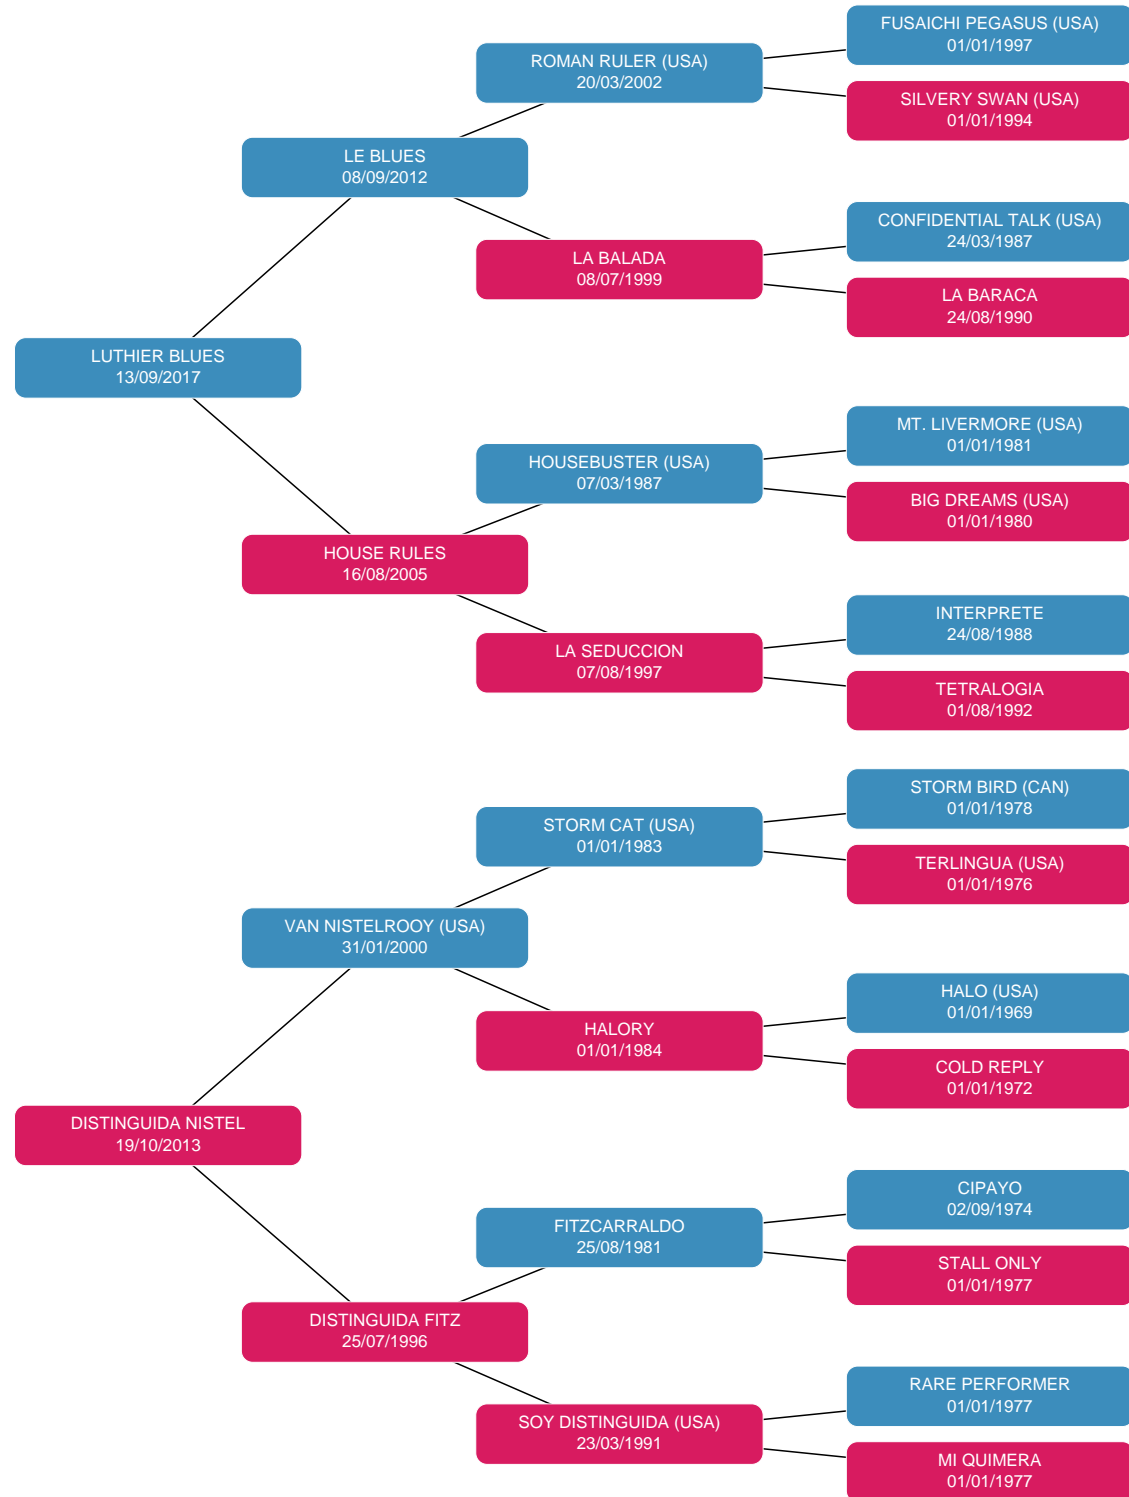 FUSAICHI PEGASUS (USA)
01/01/1997
ROMAN RULER (USA)
20/03/2002
SILVERY SWAN (USA)
01/01/1994
LE BLUES
08/09/2012
CONFIDENTIAL TALK (USA)
24/03/1987
LA BALADA
08/07/1999
LA BARACA
24/08/1990
LUTHIER BLUES
13/09/2017
MT. LIVERMORE (USA)
01/01/1981
HOUSEBUSTER (USA)
07/03/1987
BIG DREAMS (USA)
01/01/1980
HOUSE RULES
16/08/2005
INTERPRETE
24/08/1988
LA SEDUCCION
07/08/1997
TETRALOGIA
01/08/1992
STORM BIRD (CAN)
01/01/1978
STORM CAT (USA)
01/01/1983
TERLINGUA (USA)
01/01/1976
VAN NISTELROOY (USA)
31/01/2000
HALO (USA)
01/01/1969
HALORY
01/01/1984
COLD REPLY
01/01/1972
DISTINGUIDA NISTEL
19/10/2013
CIPAYO
02/09/1974
FITZCARRALDO
25/08/1981
STALL ONLY
01/01/1977
DISTINGUIDA FITZ
25/07/1996
RARE PERFORMER
01/01/1977
SOY DISTINGUIDA (USA)
23/03/1991
MI QUIMERA
01/01/1977